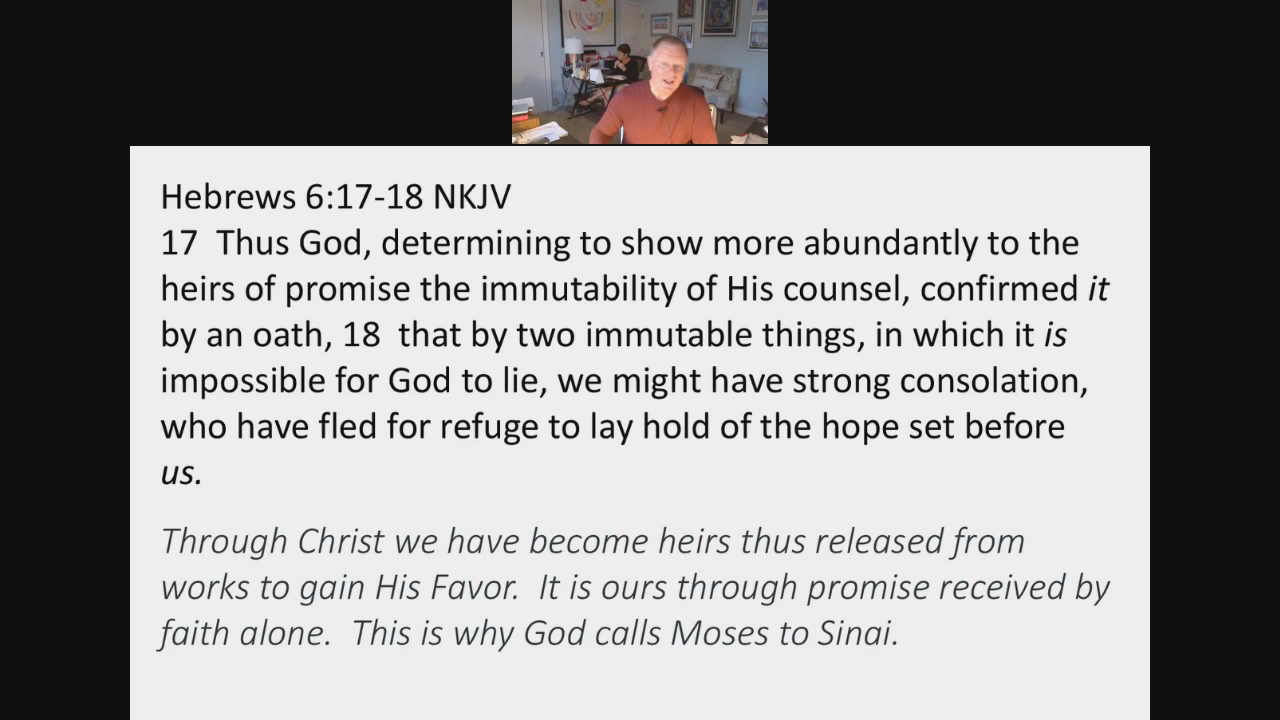 Hebrews 6:17-18 NKJV
17  Thus God, determining to show more abundantly to the
heirs of promise the immutability of His counsel, confirmed it
by an oath, 18  that by two immutable things, in which it is
impossible for God to lie, we might have strong consolation,
who have fled for refuge to lay hold of the hope set before
us.
Through Christ we have become heirs thus released from
works to gain His Favor.  It is ours through promise received by
faith alone.  This is why God calls Moses to Sinai.